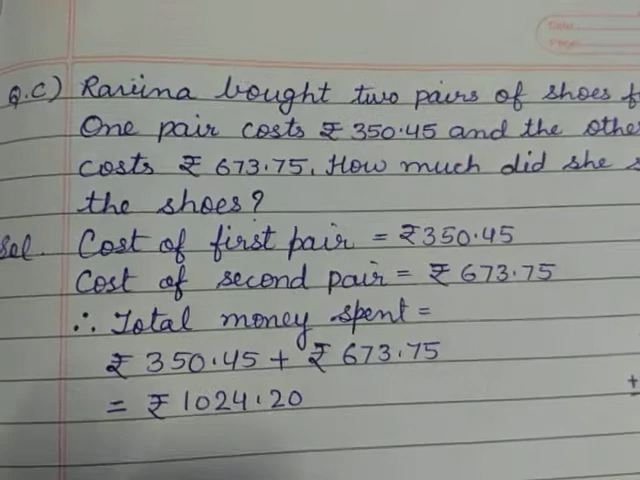 Q.C) Raviina bought two pairs of shoes f
One pair costs ₹ 350.45 and the othe
costs ₹ 673.75. How much did she s
the shoes?
Sol. Cost of first pair = ₹350.45
Cost of second pair = ₹ 673.75
∴ Total money spent =
₹ 350.45 + ₹ 673.75
= ₹ 1024.20
+